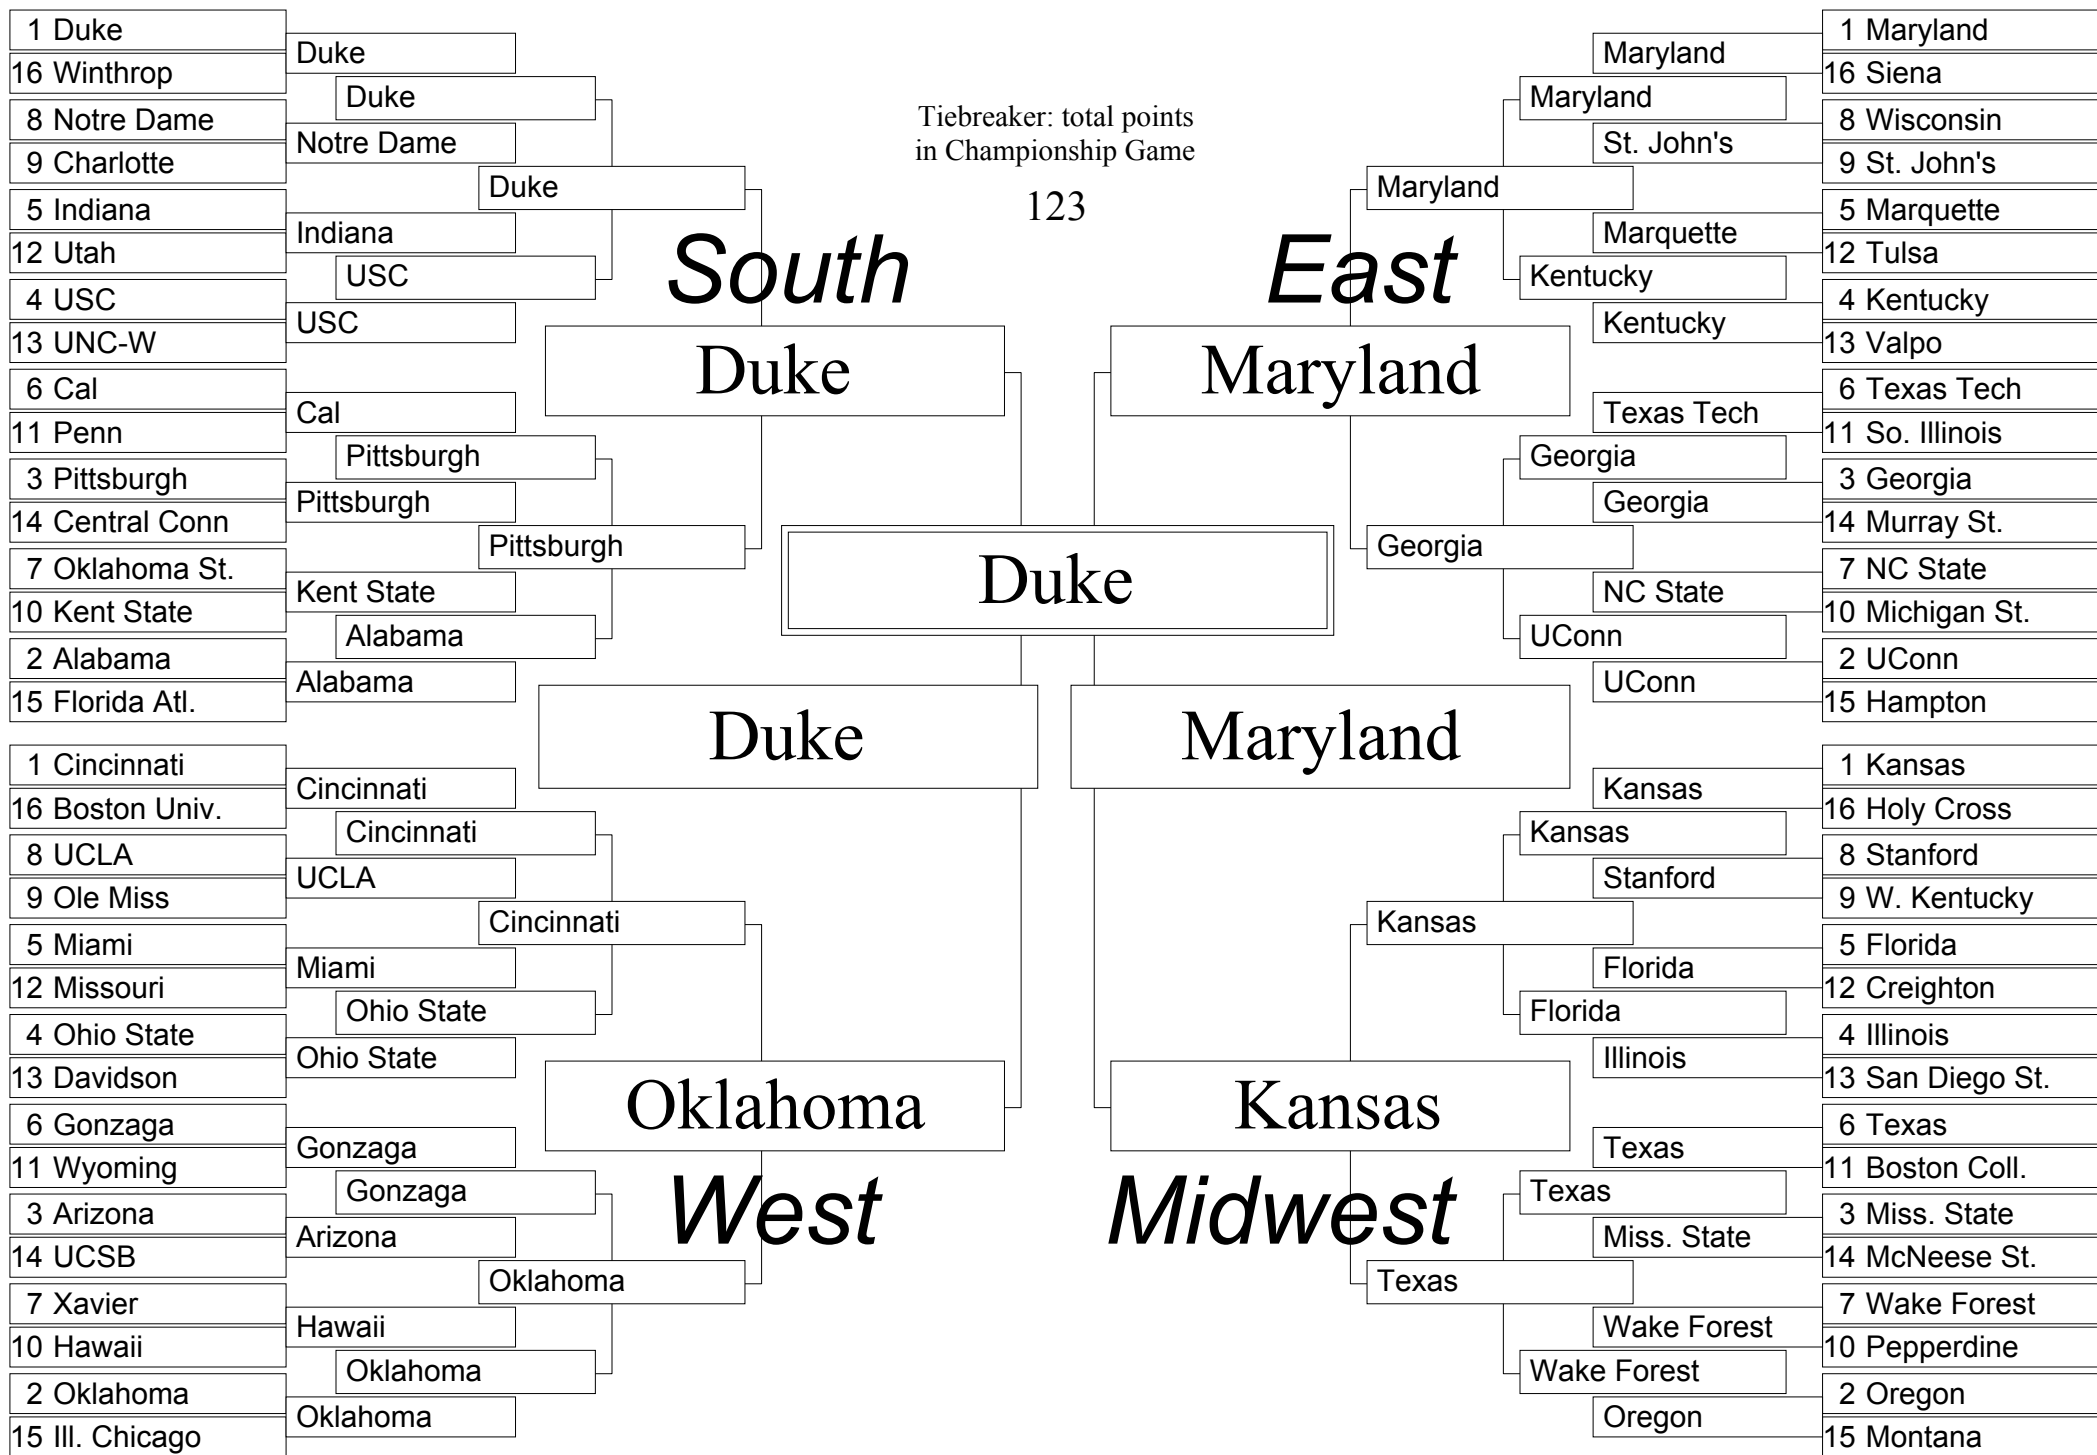 1 Duke
16 Winthrop
8 Notre Dame
9 Charlotte
5 Indiana
12 Utah
4 USC
13 UNC-W
6 Cal
11 Penn
3 Pittsburgh
14 Central Conn
7 Oklahoma St.
10 Kent State
2 Alabama
15 Florida Atl.
Duke
Notre Dame
Indiana
USC
Cal
Pittsburgh
Kent State
Alabama
Duke
USC
Pittsburgh
Alabama
Duke
Pittsburgh
South
Duke
1 Cincinnati
16 Boston Univ.
8 UCLA
9 Ole Miss
5 Miami
12 Missouri
4 Ohio State
13 Davidson
6 Gonzaga
11 Wyoming
3 Arizona
14 UCSB
7 Xavier
10 Hawaii
2 Oklahoma
15 Ill. Chicago
Cincinnati
UCLA
Miami
Ohio State
Gonzaga
Arizona
Hawaii
Oklahoma
Cincinnati
Ohio State
Gonzaga
Oklahoma
Cincinnati
Oklahoma
Oklahoma
West
Tiebreaker: total points
in Championship Game
123
Duke
Duke
Maryland
East
Maryland
Maryland
Georgia
Maryland
Kentucky
Georgia
UConn
Maryland
St. John's
Marquette
Kentucky
Texas Tech
Georgia
NC State
UConn
1 Maryland
16 Siena
8 Wisconsin
9 St. John's
5 Marquette
12 Tulsa
4 Kentucky
13 Valpo
6 Texas Tech
11 So. Illinois
3 Georgia
14 Murray St.
7 NC State
10 Michigan St.
2 UConn
15 Hampton
Kansas
Midwest
Kansas
Texas
Kansas
Florida
Texas
Wake Forest
Kansas
Stanford
Florida
Illinois
Texas
Miss. State
Wake Forest
Oregon
1 Kansas
16 Holy Cross
8 Stanford
9 W. Kentucky
5 Florida
12 Creighton
4 Illinois
13 San Diego St.
6 Texas
11 Boston Coll.
3 Miss. State
14 McNeese St.
7 Wake Forest
10 Pepperdine
2 Oregon
15 Montana